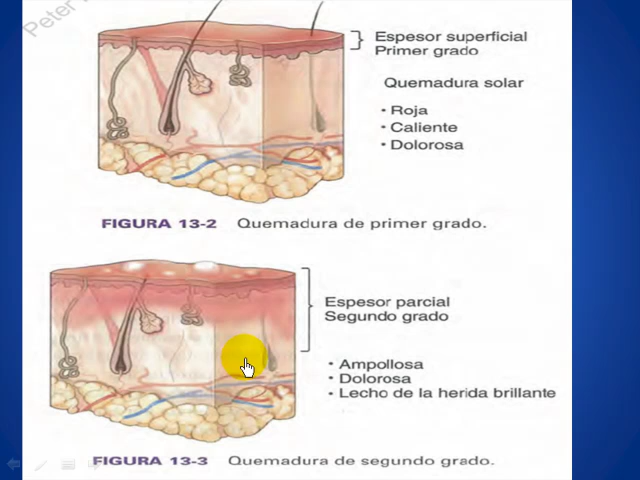 Peter
Espesor superficial
Primer grado
Quemadura solar
• Roja
• Caliente
• Dolorosa
FIGURA 13-2 Quemadura de primer grado.
Espesor parcial
Segundo grado
• Ampollosa
• Dolorosa
• Lecho de la herida brillante
FIGURA 13-3 Quemadura de segundo grado.